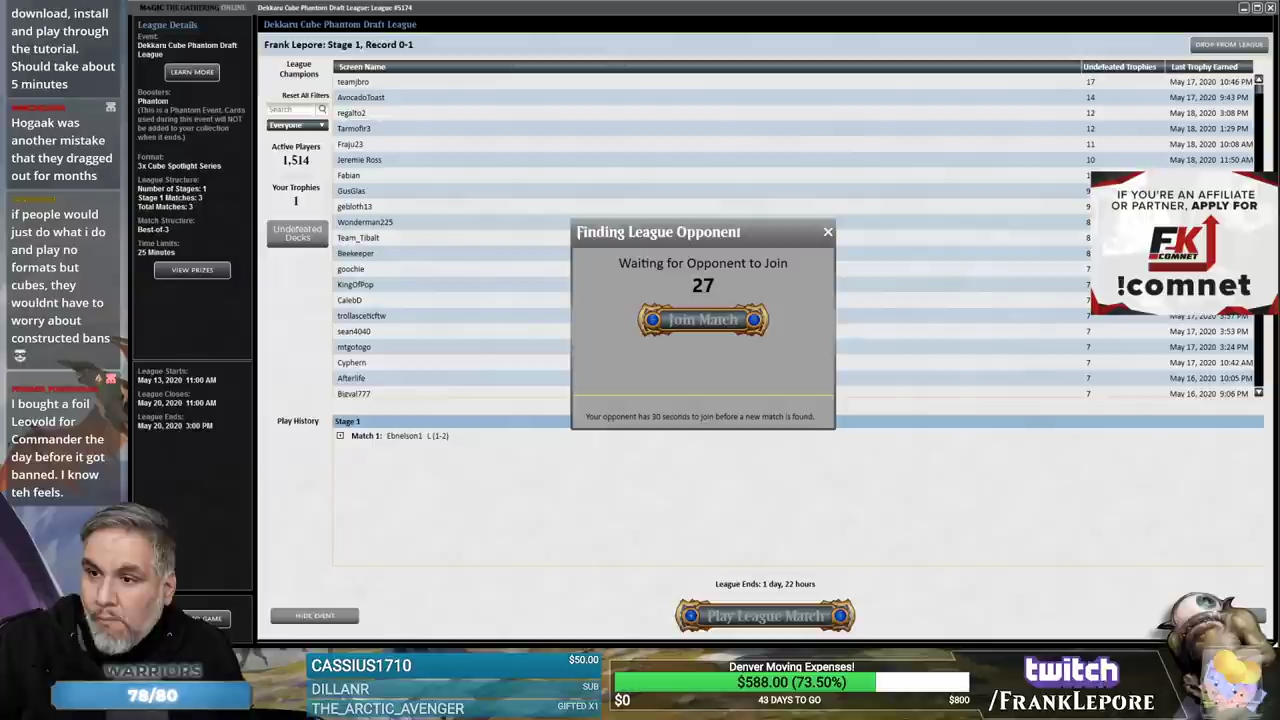 download, install
and play through
the tutorial.
Should take about
5 minutes
Hogaak was
another mistake
that they dragged
out for months
if people would
just do what i do
and play no
formats but
cubes, they
wouldnt have to
worry about
constructed bans
I bought a foil
Leovold for
Commander the
day before it got
banned. I know
teh feels.
MAGIC THE GATHERING ONLINE
Dekkaru Cube Phantom Draft League: League #5174
League Details
Event:
Dekkaru Cube Phantom Draft
League
LEARN MORE
Boosters:
Phantom
(This is a Phantom Event. Cards
used during this event will NOT
be added to your collection
when it ends.)
Format:
3x Cube Spotlight Series
League Structure:
Number of Stages: 1
Stage 1 Matches: 3
Total Matches: 3
Match Structure:
Best-of-3
Time Limits:
25 Minutes
VIEW PRIZES
League Starts:
May 13, 2020 11:00 AM
League Closes:
May 20, 2020 11:00 AM
League Ends:
May 20, 2020 3:00 PM
GAME
Dekkaru Cube Phantom Draft League
Frank Lepore: Stage 1, Record 0-1
DROP FROM LEAGUE
League
Champions
Reset All Filters
Search
Everyone
Active Players
1,514
Your Trophies
1
Undefeated
Decks
Screen Name Undefeated Trophies Last Trophy Earned
teamjbro 17 May 17, 2020 10:46 PM
AvocadoToast 14 May 17, 2020 9:43 PM
regalto2 12 May 18, 2020 3:08 PM
Tarmofir3 12 May 18, 2020 1:29 PM
Fraju23 11 May 18, 2020 10:08 AM
Jeremie Ross 10 May 18, 2020 11:50 AM
Fabian
GusGlas 9
gebloth13 9
Wonderman225 8
Team_Tibalt 8
Beekeeper 8
goochie 7
KingOfPop 7
CalebD 7
trollasceticftw 7
sean4040 7 May 17, 2020 3:53 PM
mtgotogo 7 May 17, 2020 3:24 PM
Cyphern 7 May 17, 2020 10:42 AM
Afterlife 7 May 16, 2020 10:05 PM
Bigval777 7 May 16, 2020 9:06 PM
Finding League Opponent
Waiting for Opponent to Join
27
Join Match
Your opponent has 30 seconds to join before a new match is found.
IF YOU'RE AN AFFILIATE
OR PARTNER, APPLY FOR
COMNET
!comnet
Play History
Stage 1
Match 1: Ebnelson1 L (1-2)
League Ends: 1 day, 22 hours
HIDE EVENT
Play League Match
WARRIORS
78/80
CASSIUS1710 $50.00
DILLANR SUB
THE_ARCTIC_AVENGER GIFTED X1
Denver Moving Expenses!
$588.00 (73.50%)
$0 43 DAYS TO GO $800
twitch
/FRANKLEPORE